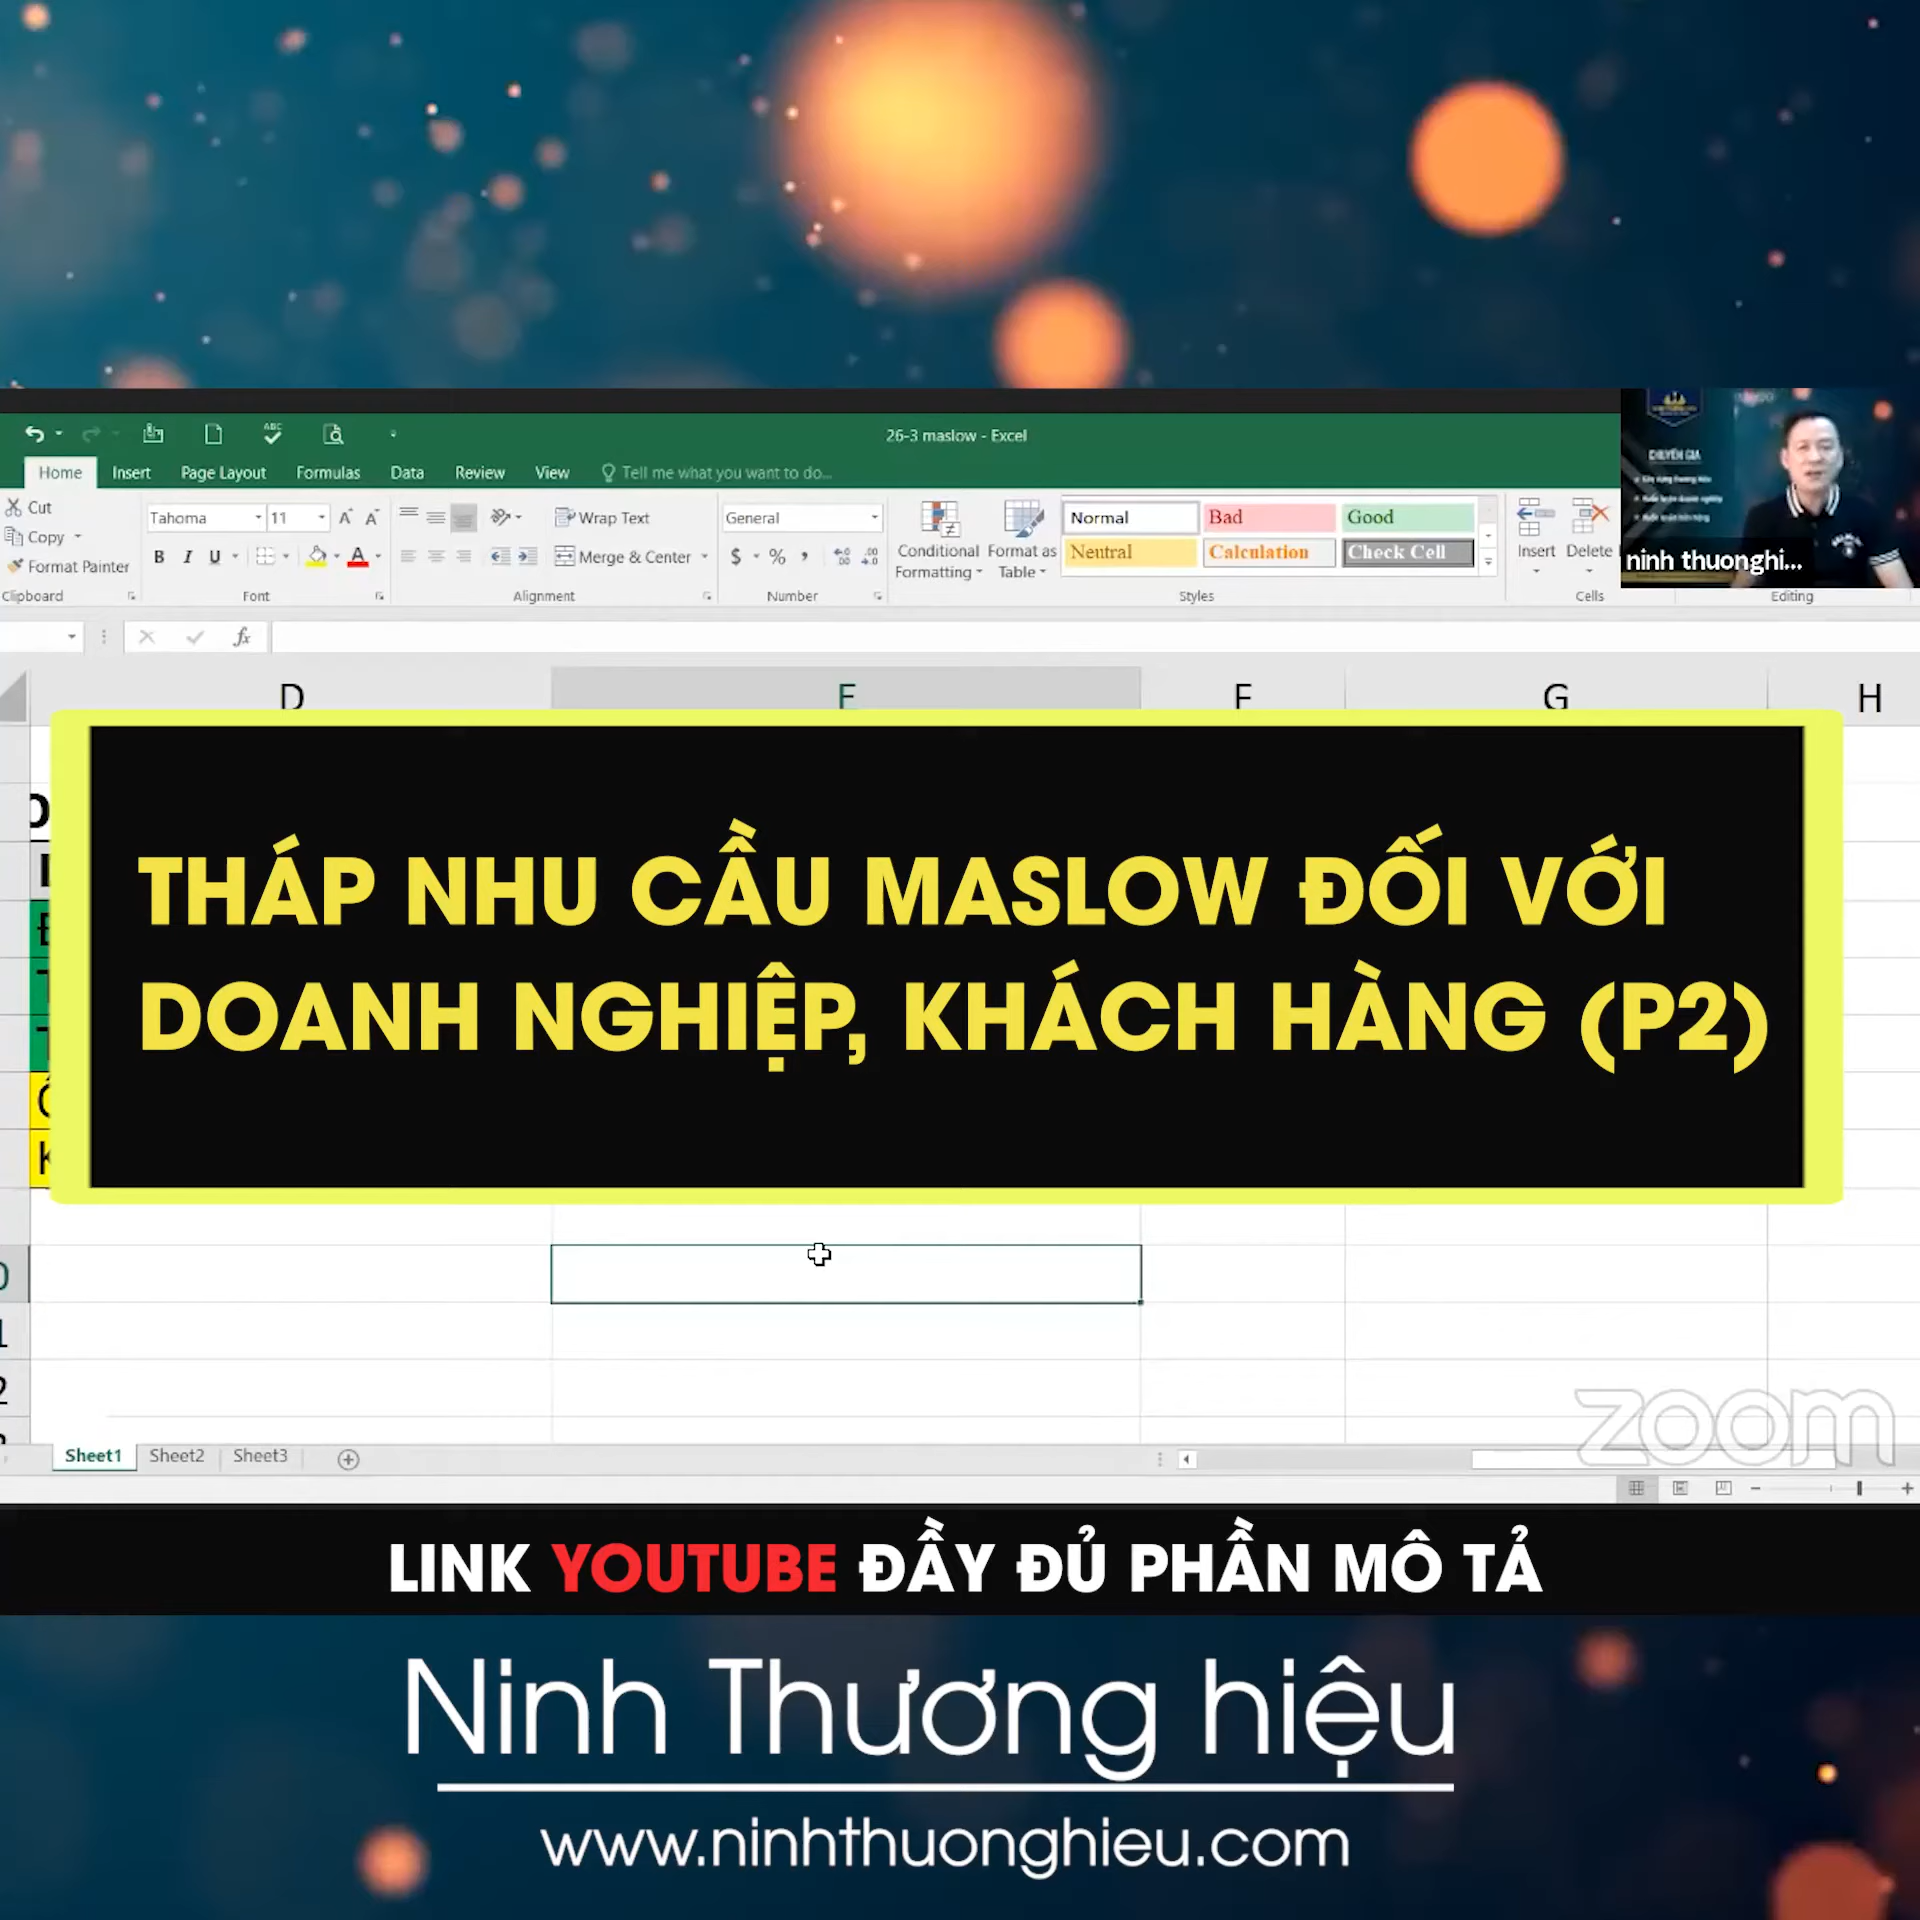 26-3 maslow - Excel
Home Insert Page Layout Formulas Data Review View Tell me what you want to do...
Cut
Copy
Format Painter
Clipboard
Tahoma 11
B I U
Font
Wrap Text
Merge & Center
Alignment
General
$ % ,
Number
Conditional Formatting
Format as Table
Normal Bad Good
Neutral Calculation Check Cell
Styles
Insert Delete
Cells
Editing
CHUYÊN GIA
ninh thuonghi...
fx
D E F G H
THÁP NHU CẦU MASLOW ĐỐI VỚI
DOANH NGHIỆP, KHÁCH HÀNG (P2)
zoom
Sheet1 Sheet2 Sheet3
LINK YOUTUBE ĐẦY ĐỦ PHẦN MÔ TẢ
Ninh Thương hiệu
www.ninhthuonghieu.com